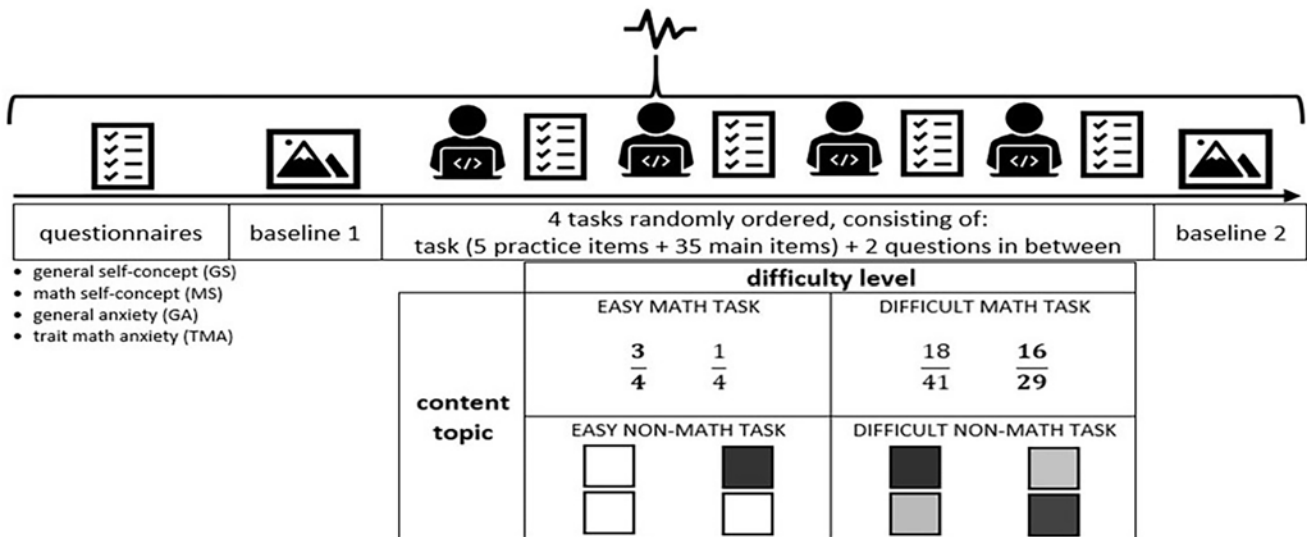 </> </> </> </>
questionnaires
baseline 1
4 tasks randomly ordered, consisting of:
task (5 practice items + 35 main items) + 2 questions in between
baseline 2
• general self-concept (GS)
• math self-concept (MS)
• general anxiety (GA)
• trait math anxiety (TMA)
difficulty level
content
topic
EASY MATH TASK
3 1
4 4
DIFFICULT MATH TASK
18 16
41 29
EASY NON-MATH TASK
DIFFICULT NON-MATH TASK